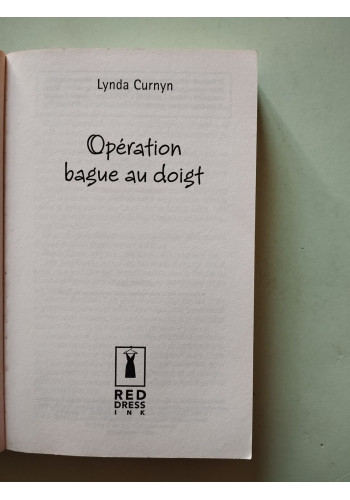 Lynda Curnyn
Opération
bague au doigt
RED
DRESS
INK